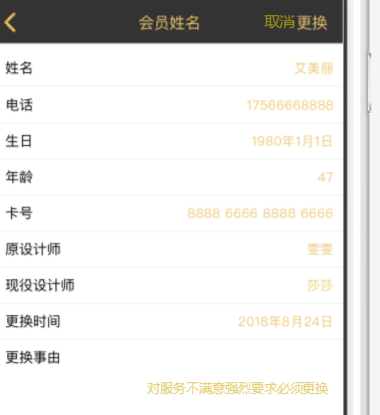 会员姓名 取消更换
姓名 艾美丽
电话 17566668888
生日 1980年1月1日
年龄 47
卡号 8888 6666 8888 6666
原设计师 雯雯
现役设计师 莎莎
更换时间 2018年8月24日
更换事由
对服务不满意强烈要求必须更换